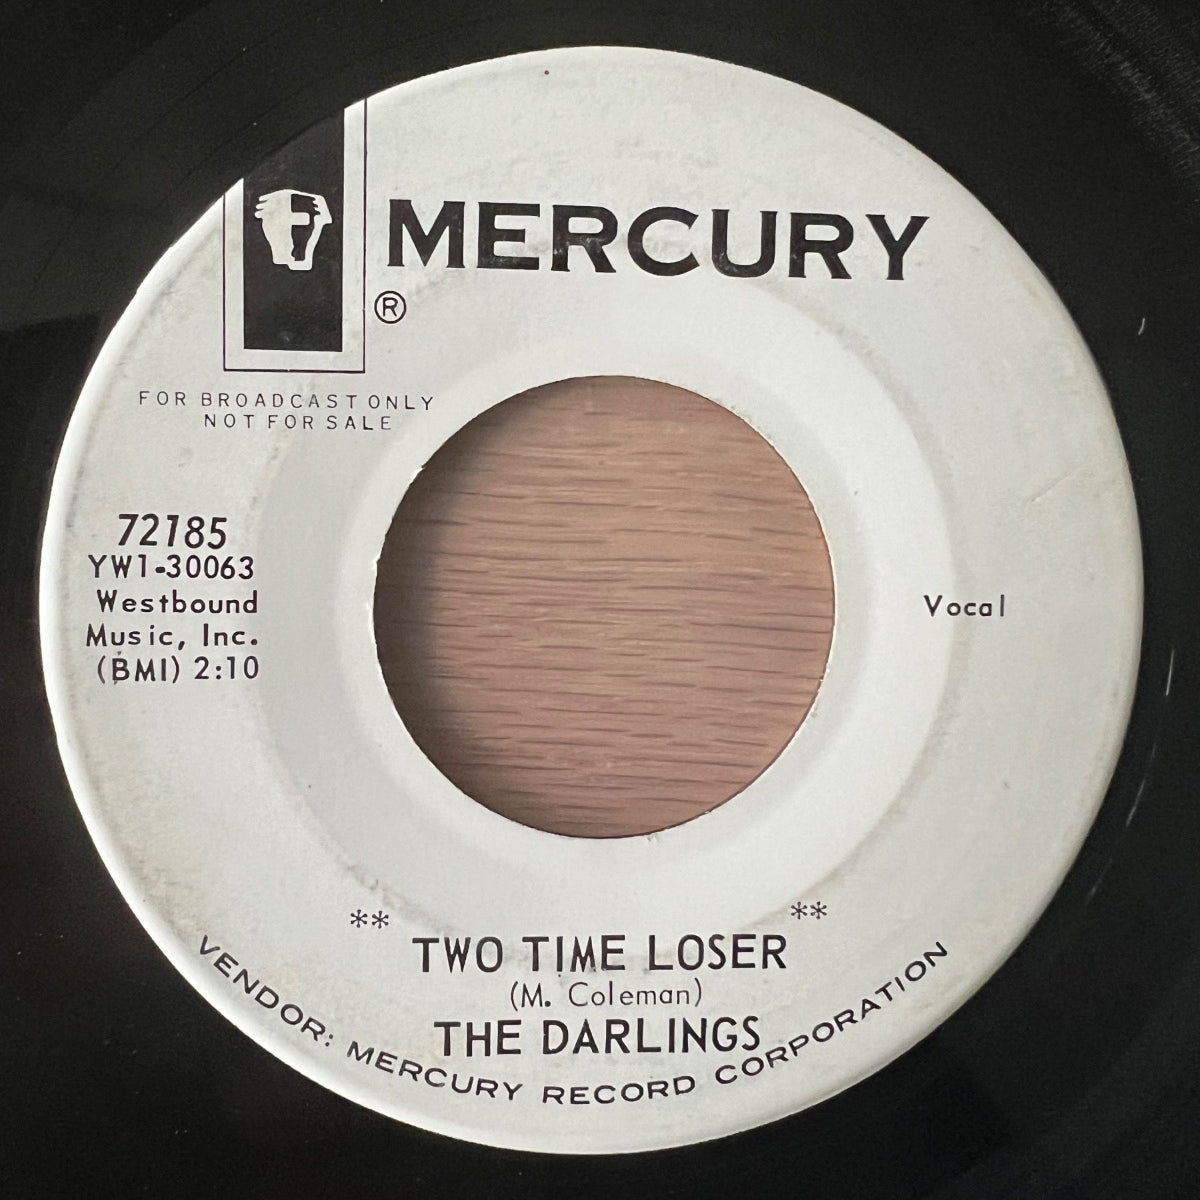 MERCURY
®
FOR BROADCAST ONLY
NOT FOR SALE
72185
YW1-30063
Westbound
Music, Inc.
(BMI) 2:10
Vocal
** **
TWO TIME LOSER
(M. Coleman)
THE DARLINGS
VENDOR: MERCURY RECORD CORPORATION